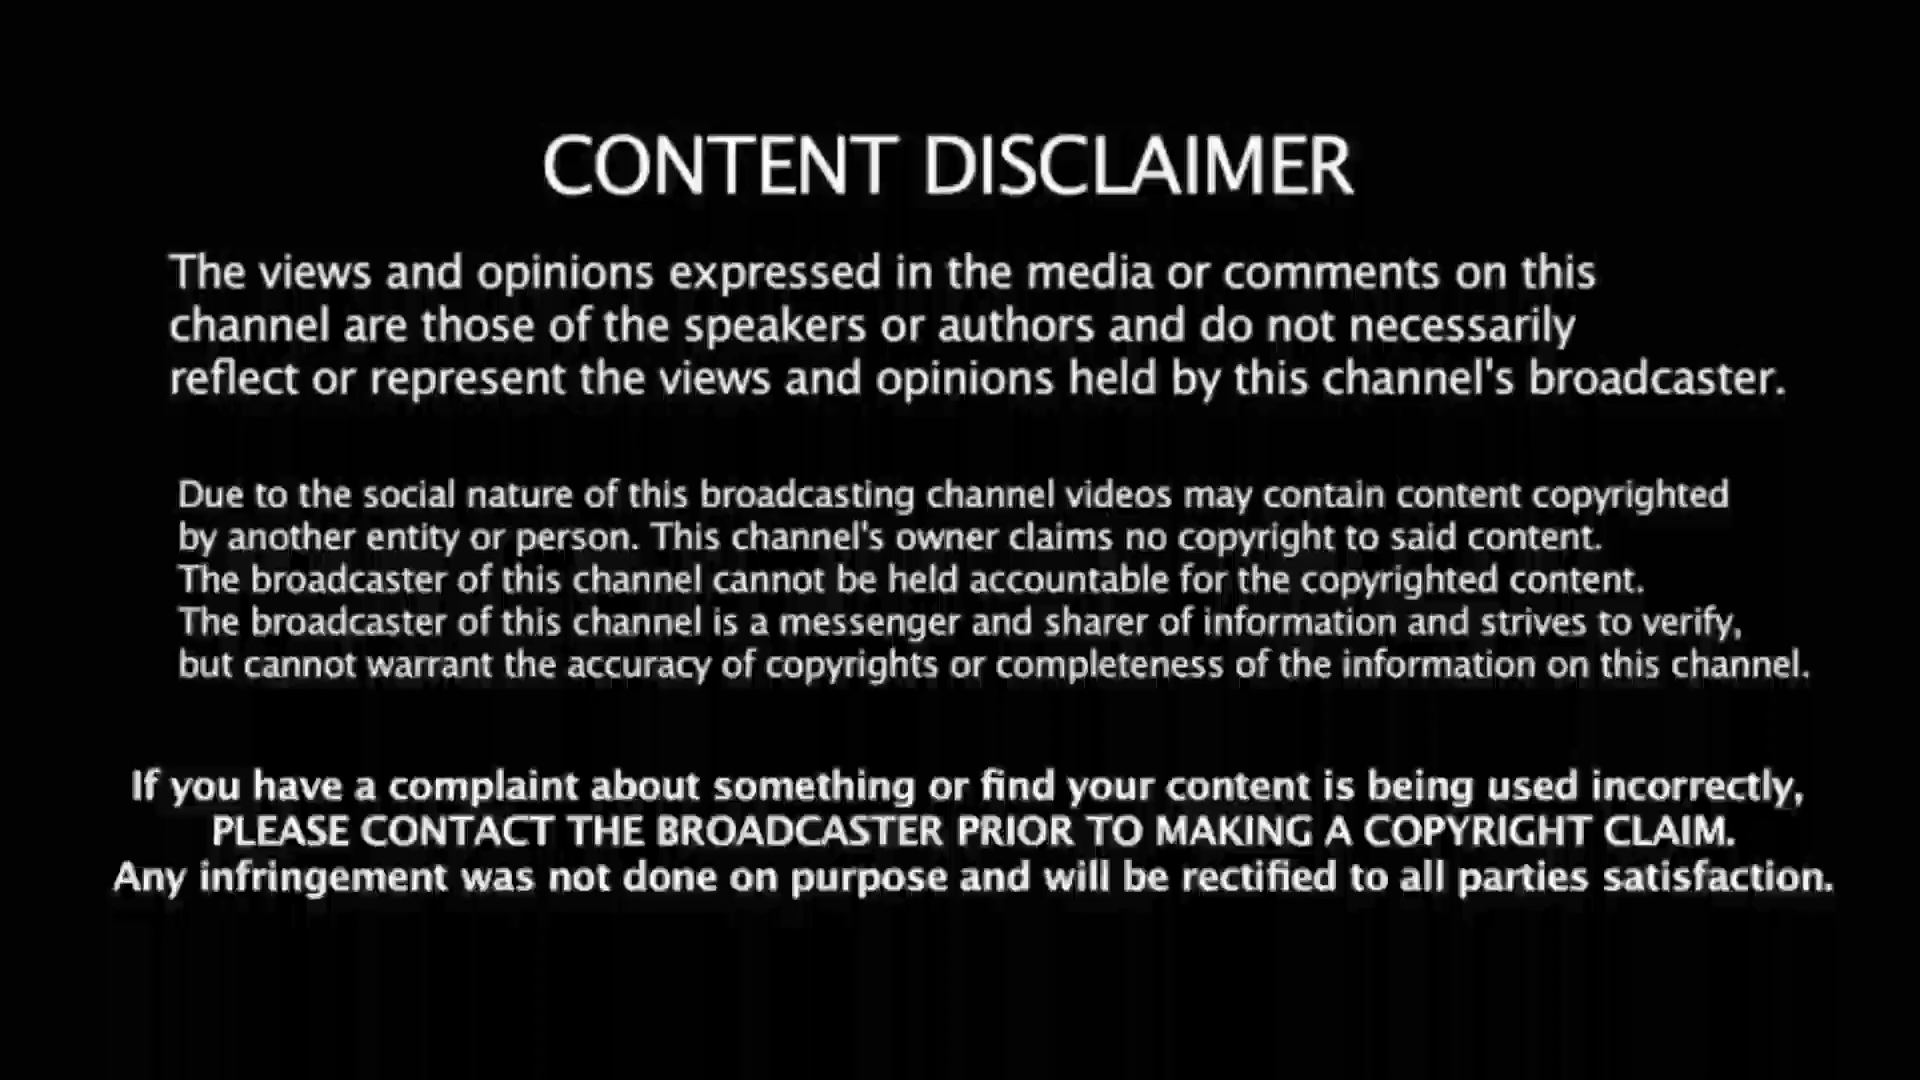 CONTENT DISCLAIMER
The views and opinions expressed in the media or comments on this
channel are those of the speakers or authors and do not necessarily
reflect or represent the views and opinions held by this channel's broadcaster.
Due to the social nature of this broadcasting channel videos may contain content copyrighted
by another entity or person. This channel's owner claims no copyright to said content.
The broadcaster of this channel cannot be held accountable for the copyrighted content.
The broadcaster of this channel is a messenger and sharer of information and strives to verify,
but cannot warrant the accuracy of copyrights or completeness of the information on this channel.
If you have a complaint about something or find your content is being used incorrectly,
PLEASE CONTACT THE BROADCASTER PRIOR TO MAKING A COPYRIGHT CLAIM.
Any infringement was not done on purpose and will be rectified to all parties satisfaction.